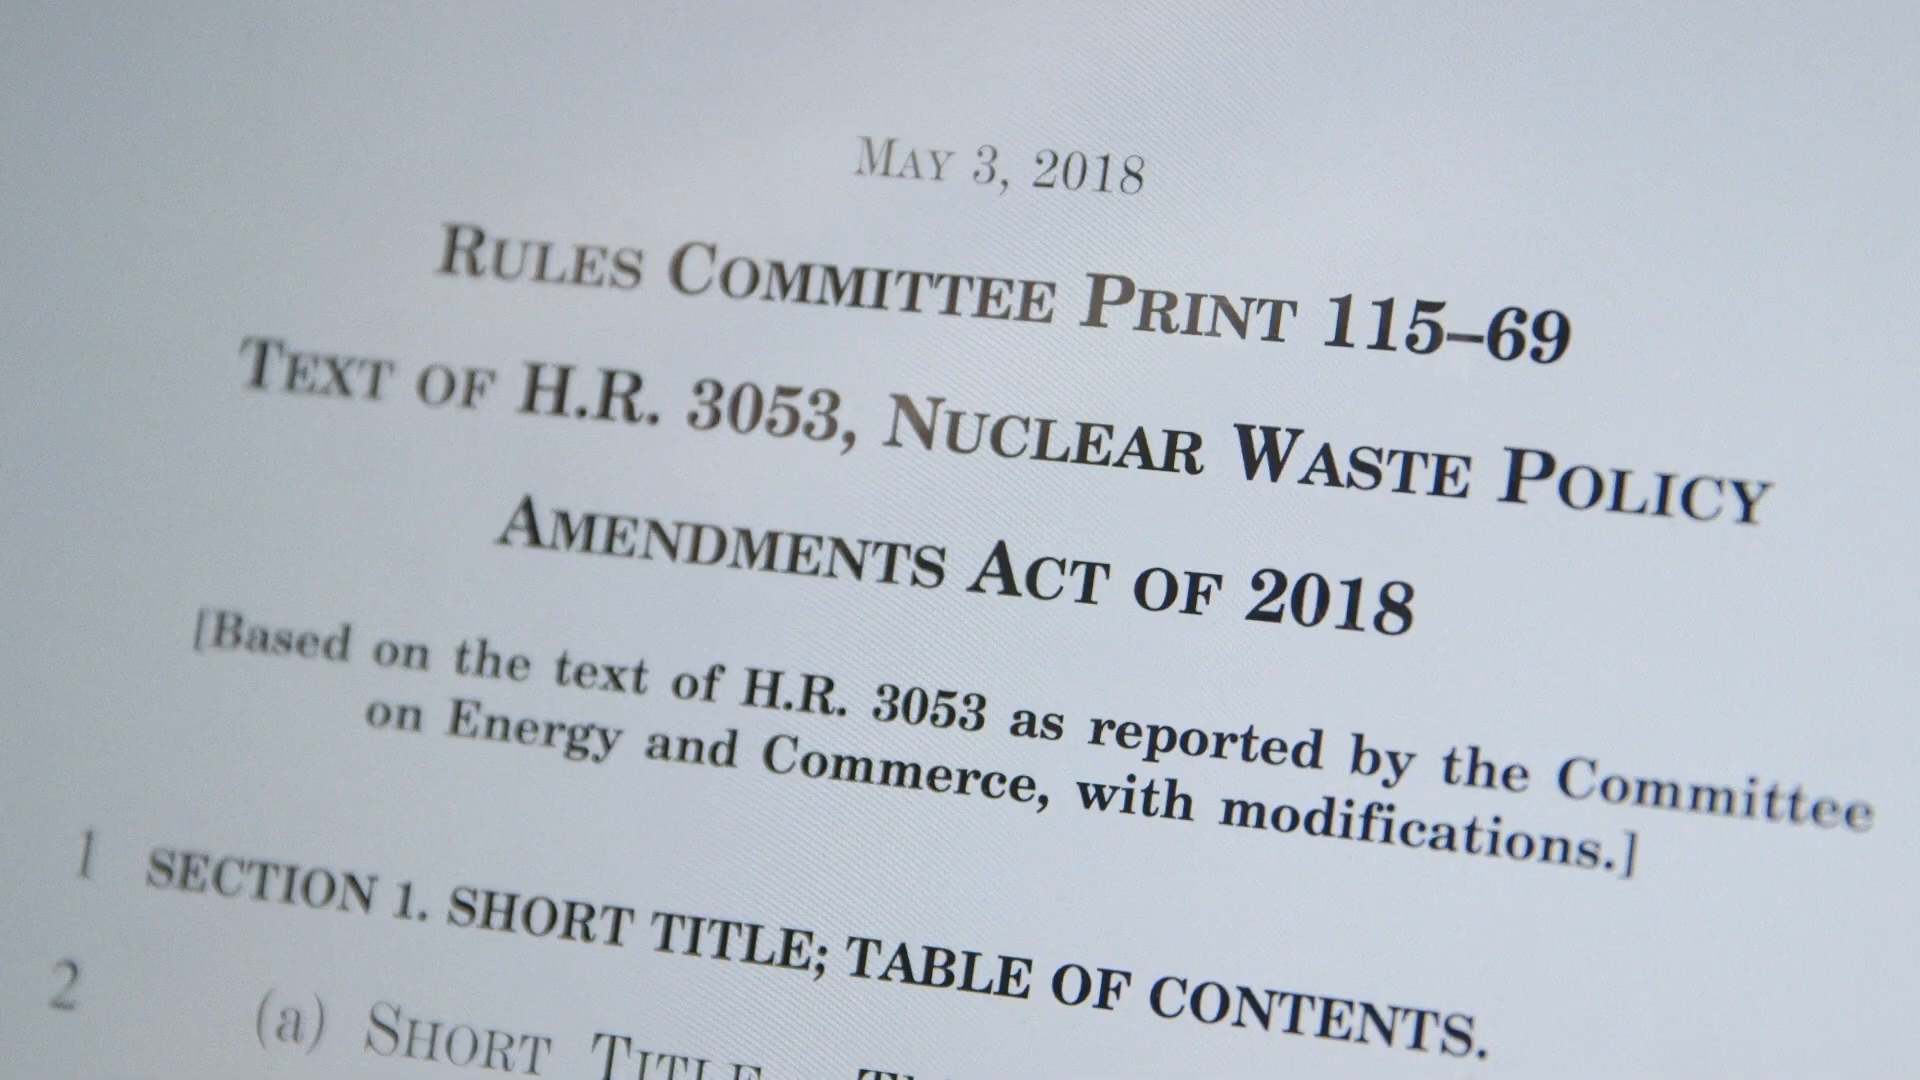 MAY 3, 2018
RULES COMMITTEE PRINT 115–69
TEXT OF H.R. 3053, NUCLEAR WASTE POLICY
AMENDMENTS ACT OF 2018
[Based on the text of H.R. 3053 as reported by the Committee
on Energy and Commerce, with modifications.]
1 SECTION 1. SHORT TITLE; TABLE OF CONTENTS.
2 (a) SHORT TITLE